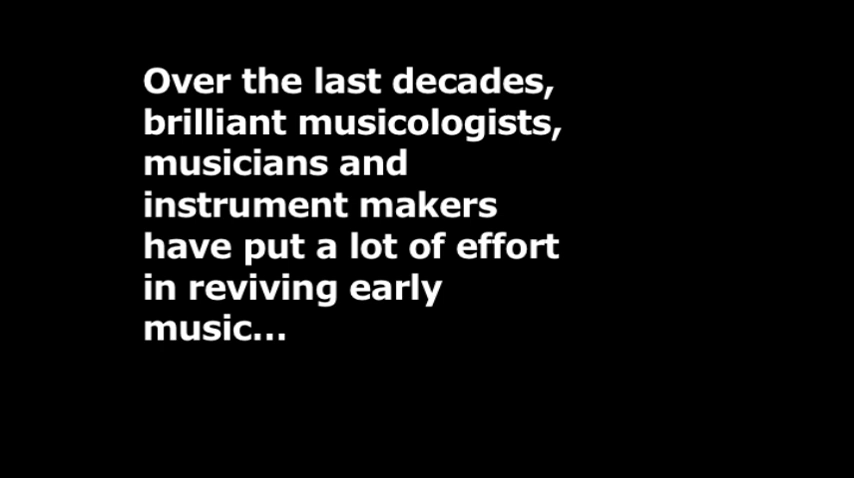 Over the last decades,
brilliant musicologists,
musicians and
instrument makers
have put a lot of effort
in reviving early
music...